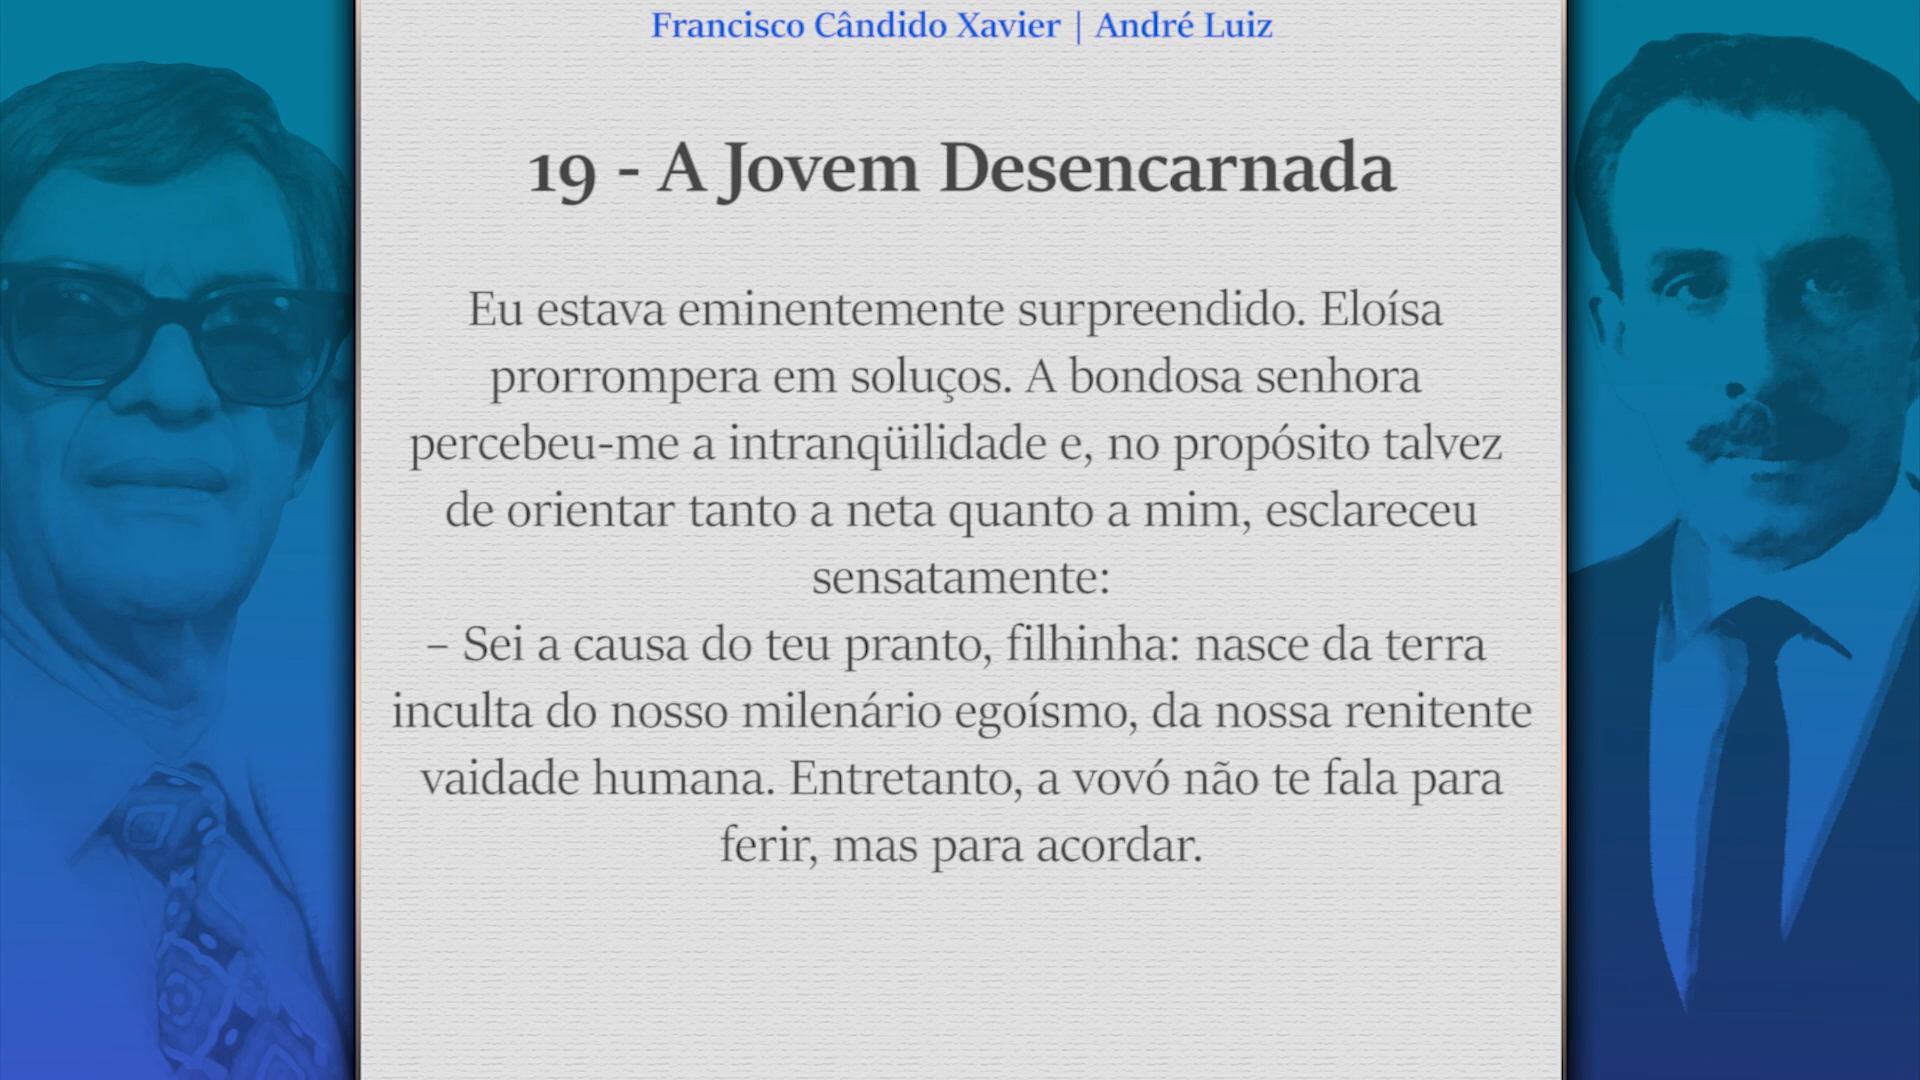 Francisco Cândido Xavier | André Luiz
19 - A Jovem Desencarnada
Eu estava eminentemente surpreendido. Eloísa
prorrompera em soluços. A bondosa senhora
percebeu-me a intranqüilidade e, no propósito talvez
de orientar tanto a neta quanto a mim, esclareceu
sensatamente:
– Sei a causa do teu pranto, filhinha: nasce da terra
inculta do nosso milenário egoísmo, da nossa renitente
vaidade humana. Entretanto, a vovó não te fala para
ferir, mas para acordar.